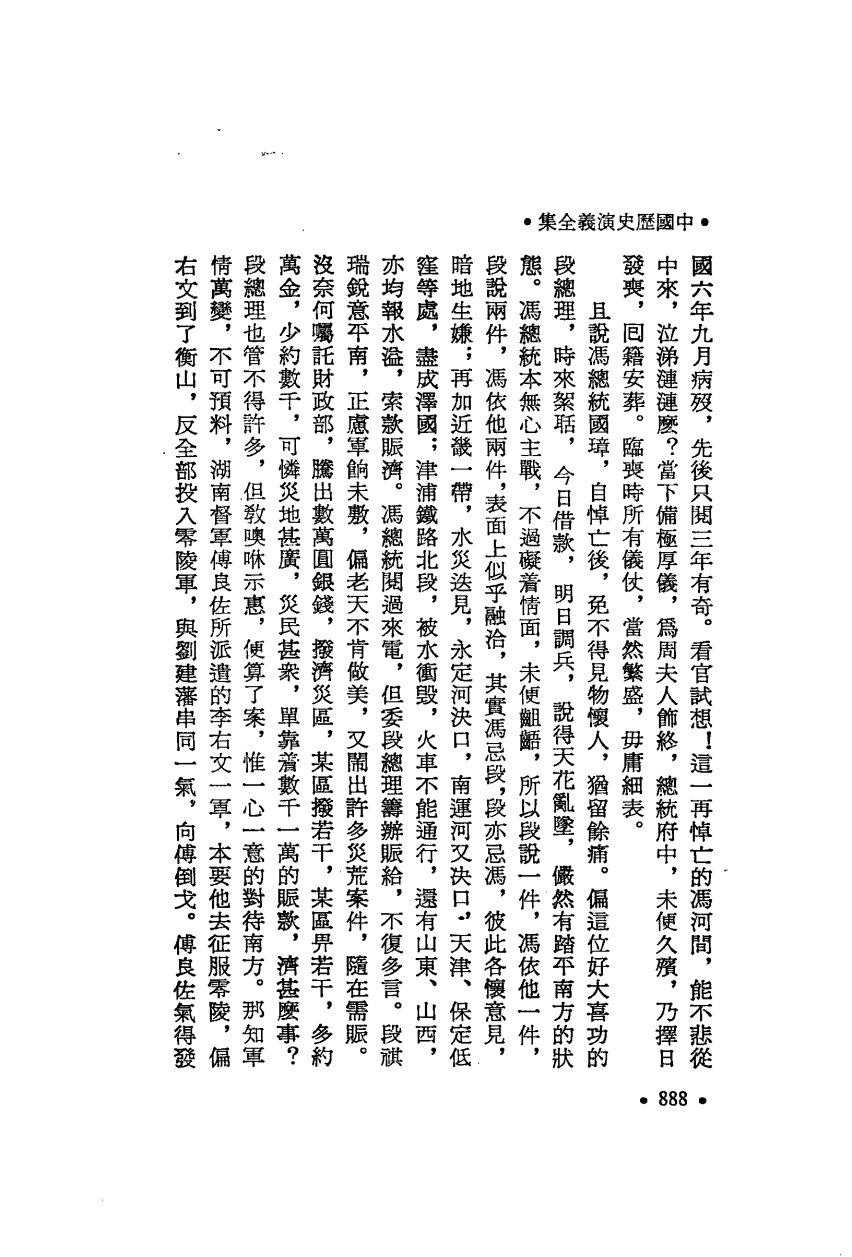 •中國歷史演義全集•
國六年九月病歿，先後只閱三年有奇。看官試想！這一再悼亡的馮河間，能不悲從
中來，泣涕漣漣麼？當下備極厚儀，爲周夫人飾終，總統府中，未便久殯，乃擇日
發喪，回籍安葬。臨喪時所有儀仗，當然繁盛，毋庸細表。
且說馮總統國璋，自悼亡後，免不得見物懷人，猶留餘痛。偏這位好大喜功的
段總理，時來絮聒，今日借款，明日調兵，說得天花亂墜，儼然有踏平南方的狀
態。馮總統本無心主戰，不過礙着情面，未便齟齬，所以段說一件，馮依他一件，
段說兩件，馮依他兩件，表面上似乎融洽，其實馮忌段，段亦忌馮，彼此各懷意見，
暗地生嫌；再加近畿一帶，水災迭見，永定河決口，南運河又決口，天津、保定低
窪等處，盡成澤國；津浦鐵路北段，被水衝毀，火車不能通行，還有山東、山西，
亦均報水溢，索款賑濟。馮總統閱過來電，但委段總理籌辦賑給，不復多言。段祺
瑞銳意平南，正慮軍餉未敷，偏老天不肯做美，又鬧出許多災荒案件，隨在需賑。
沒奈何囑託財政部，騰出數萬圓銀錢，撥濟災區，某區撥若干，某區畀若干，多約
萬金，少約數千，可憐災地甚廣，災民甚衆，單靠着數千一萬的賑款，濟甚麼事？
段總理也管不得許多，但敎噢咻示惠，便算了案，惟一心一意的對待南方。那知軍
情萬變，不可預料，湖南督軍傅良佐所派遣的李右文一軍，本要他去征服零陵，偏
右文到了衡山，反全部投入零陵軍，與劉建藩串同一氣，向傅倒戈。傅良佐氣得發
•888•